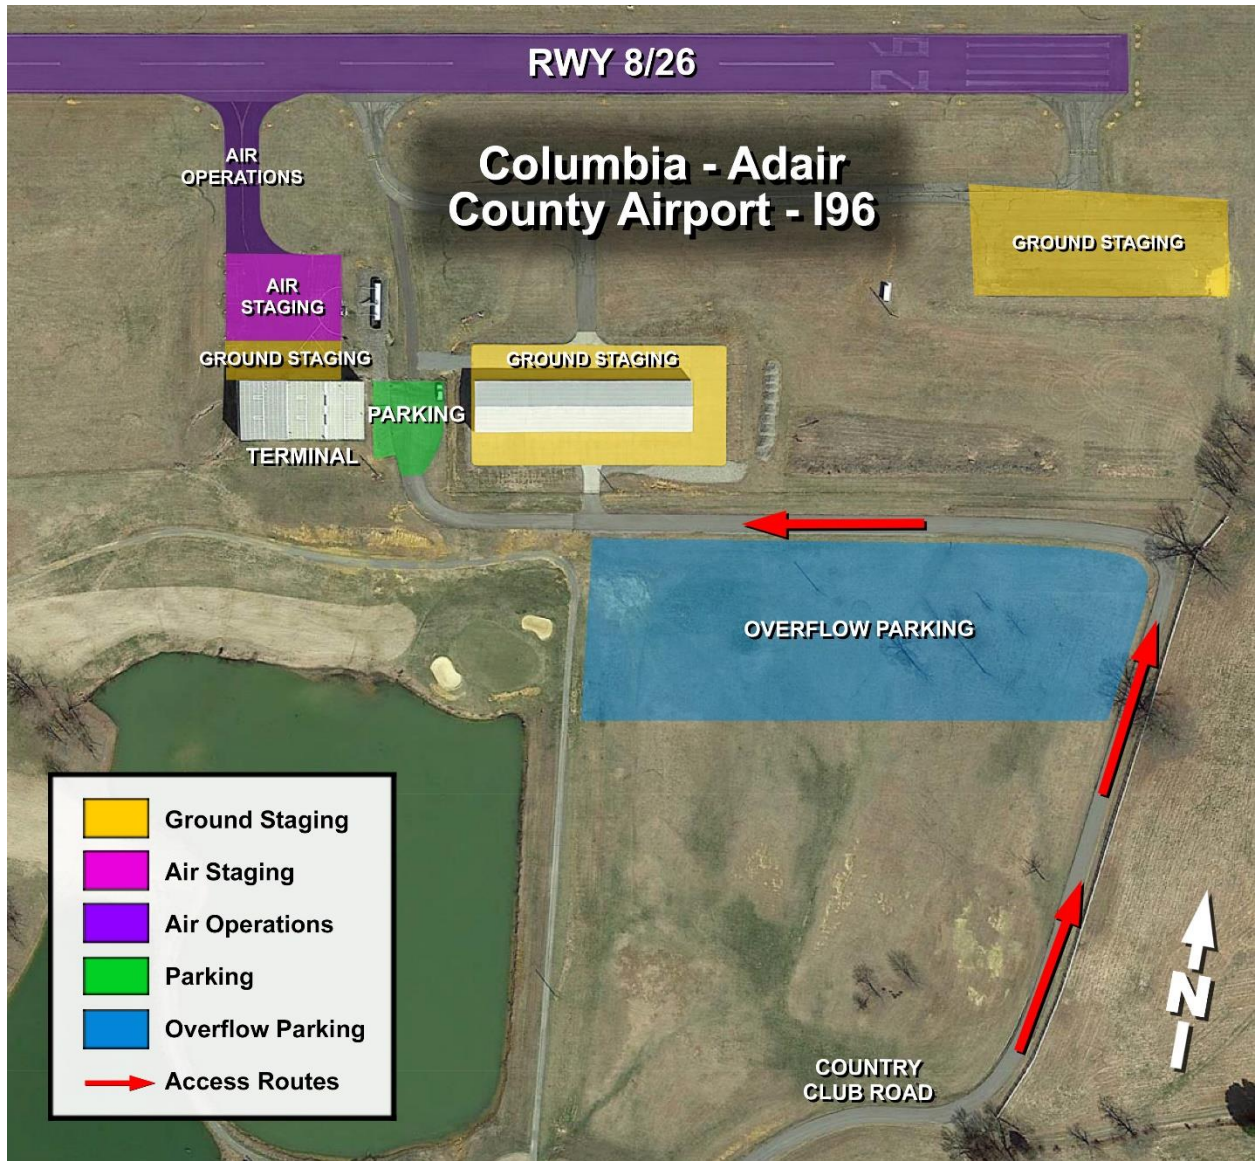 RWY 8/26
26
Columbia - Adair
County Airport - I96
AIR
OPERATIONS
GROUND STAGING
AIR
STAGING
GROUND STAGING
GROUND STAGING
PARKING
TERMINAL
OVERFLOW PARKING
Ground Staging
Air Staging
Air Operations
Parking
Overflow Parking
Access Routes
N
COUNTRY
CLUB ROAD